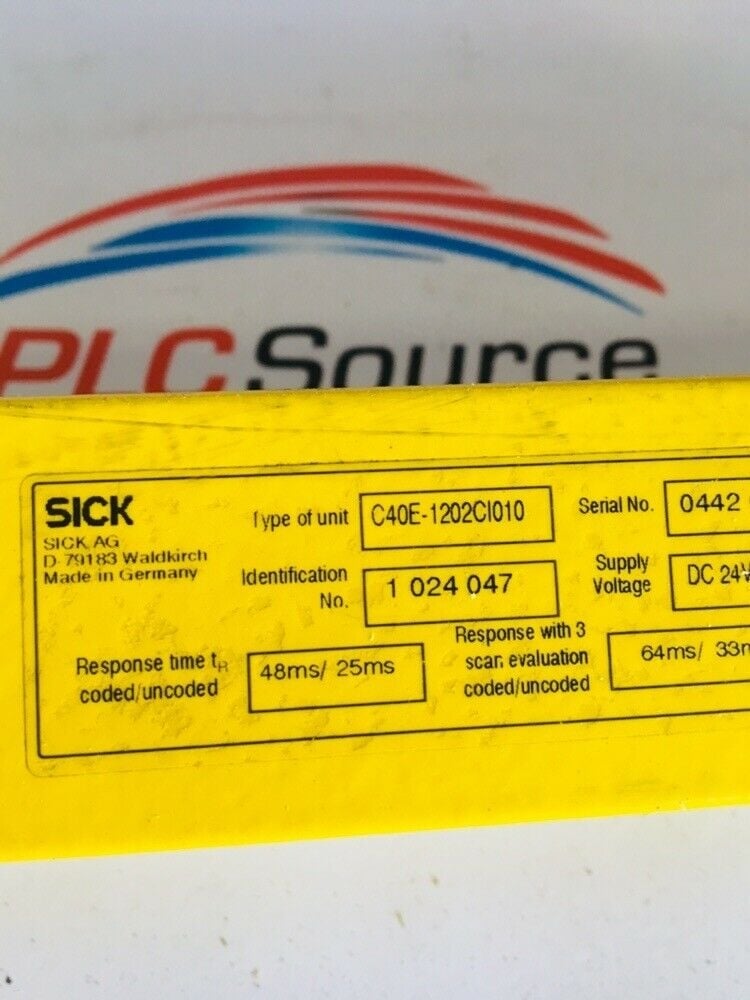 PLC Source
SICK
SICK AG
D-79183 Waldkirch
Made in Germany
Type of unit C40E-1202CI010
Serial No. 0442
Identification No. 1 024 047
Supply Voltage DC 24V
Response time tR coded/uncoded 48ms/ 25ms
Response with 3 scan evaluation coded/uncoded 64ms/ 33m